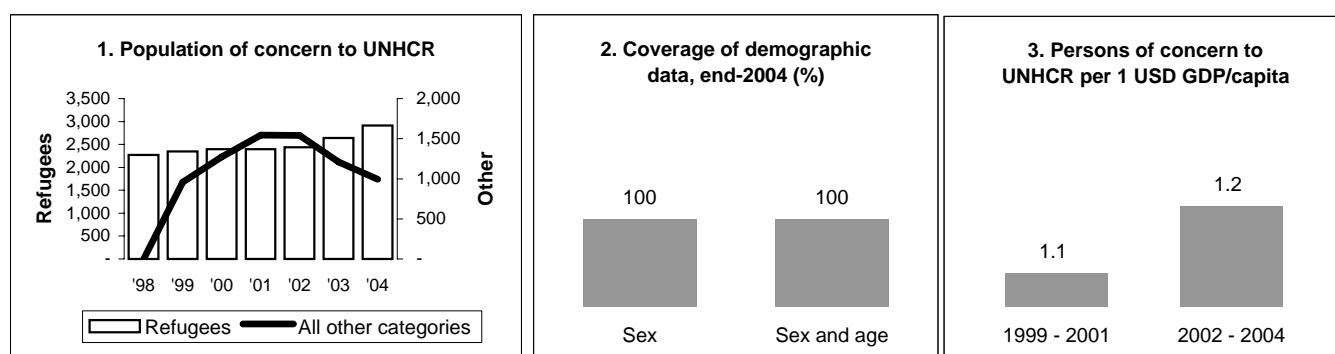 1. Population of concern to UNHCR
3,500
3,000
2,500
2,000
1,500
1,000
500
-
Refugees
2,000
1,500
1,000
500
-
Other
'98 '99 '00 '01 '02 '03 '04
Refugees All other categories
2. Coverage of demographic
data, end-2004 (%)
100 100
Sex Sex and age
3. Persons of concern to
UNHCR per 1 USD GDP/capita
1.1
1.2
1999 - 2001 2002 - 2004